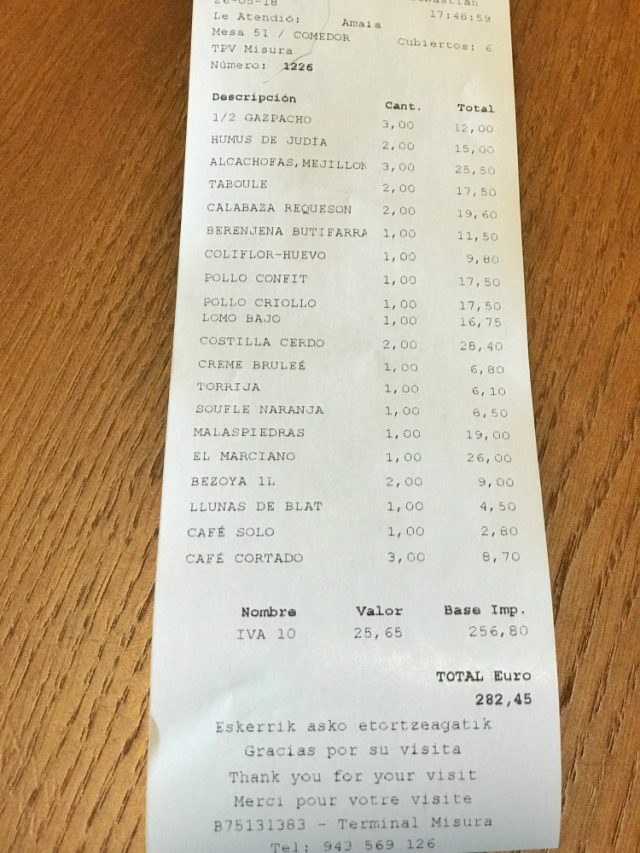 26-05-18
17:48:59
Le Atendió: Amaia
Mesa 51 / COMEDOR Cubiertos: 6
TPV Misura
Número: 1226
Descripción Cant. Total
1/2 GAZPACHO 3,00 12,00
HUMUS DE JUDÍA 2,00 15,00
ALCACHOFAS,MEJILLON 3,00 25,50
TABOULE 2,00 17,50
CALABAZA REQUESON 2,00 19,60
BERENJENA BUTIFARRA 1,00 11,50
COLIFLOR-HUEVO 1,00 9,80
POLLO CONFIT 1,00 17,50
POLLO CRIOLLO 1,00 17,50
LOMO BAJO 1,00 16,75
COSTILLA CERDO 2,00 28,40
CREME BRULEÉ 1,00 6,80
TORRIJA 1,00 6,10
SOUFLE NARANJA 1,00 8,50
MALASPIEDRAS 1,00 19,00
EL MARCIANO 1,00 26,00
BEZOYA 1L 2,00 9,00
LLUNAS DE BLAT 1,00 4,50
CAFÉ SOLO 1,00 2,80
CAFÉ CORTADO 3,00 8,70
Nombre Valor Base Imp.
IVA 10 25,65 256,80
TOTAL Euro
282,45
Eskerrik asko etortzeagatik
Gracias por su visita
Thank you for your visit
Merci pour votre visite
B75131383 - Terminal Misura
Tel: 943 569 126